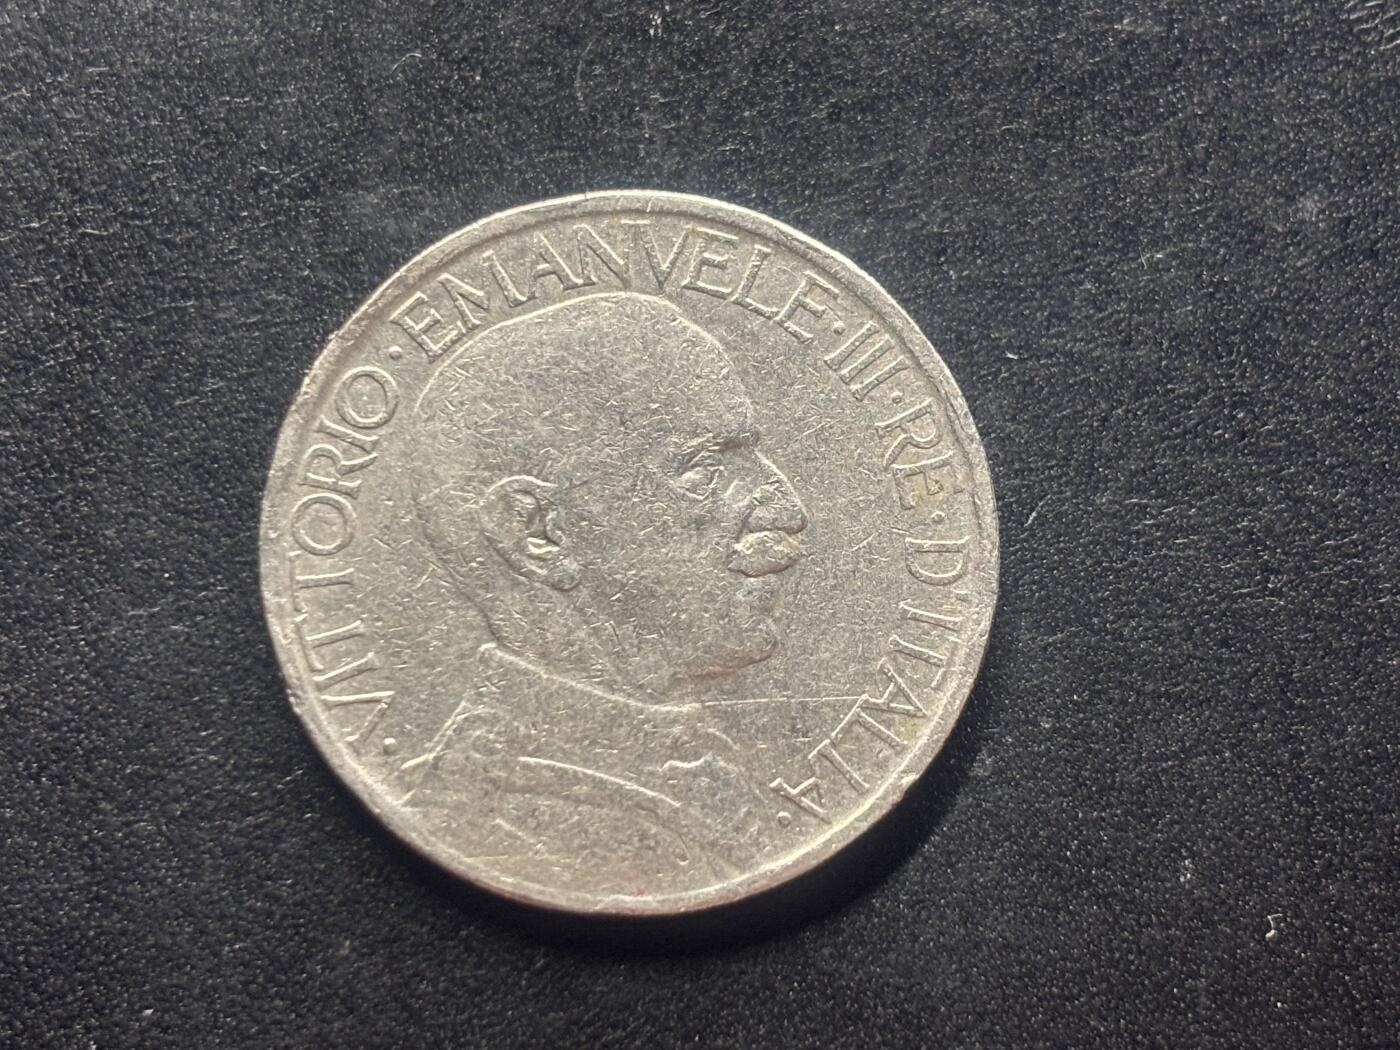 · VITTORIO · EMANVELE · III · RE · D'ITALIA ·